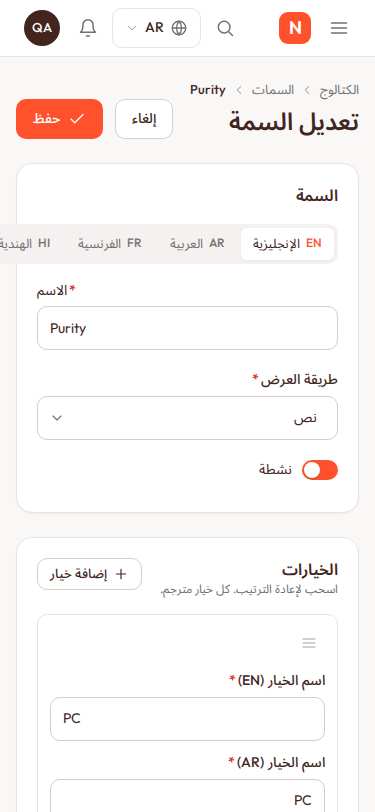 N
AR
QA
الكتالوج
السمات
Purity
تعديل السمة
إلغاء
حفظ
السمة
EN الإنجليزية
AR العربية
FR الفرنسية
HI الهندية
الاسم*
Purity
طريقة العرض*
نص
نشطة
الخيارات
اسحب لإعادة الترتيب. كل خيار مترجم.
إضافة خيار
اسم الخيار (EN)*
PC
اسم الخيار (AR)*
PC